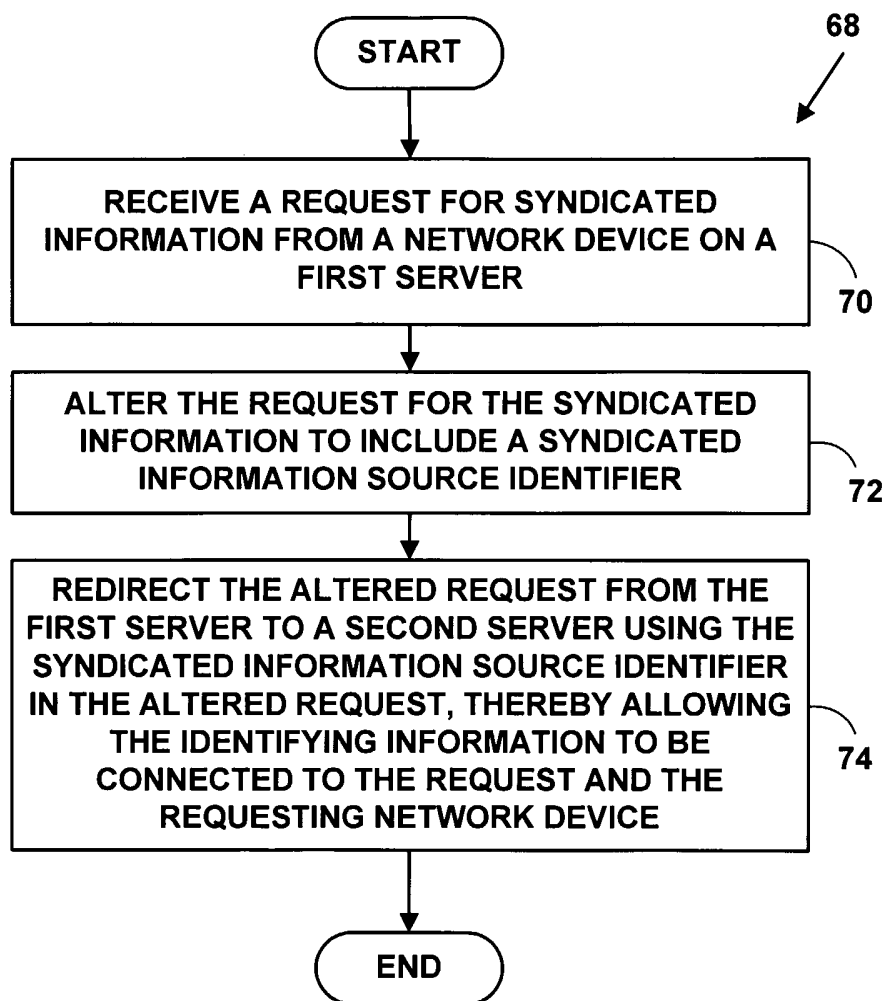 68
START
RECEIVE A REQUEST FOR SYNDICATED
INFORMATION FROM A NETWORK DEVICE ON A
FIRST SERVER
70
ALTER THE REQUEST FOR THE SYNDICATED
INFORMATION TO INCLUDE A SYNDICATED
INFORMATION SOURCE IDENTIFIER
72
REDIRECT THE ALTERED REQUEST FROM THE
FIRST SERVER TO A SECOND SERVER USING THE
SYNDICATED INFORMATION SOURCE IDENTIFIER
IN THE ALTERED REQUEST, THEREBY ALLOWING
THE IDENTIFYING INFORMATION TO BE
CONNECTED TO THE REQUEST AND THE
REQUESTING NETWORK DEVICE
74
END